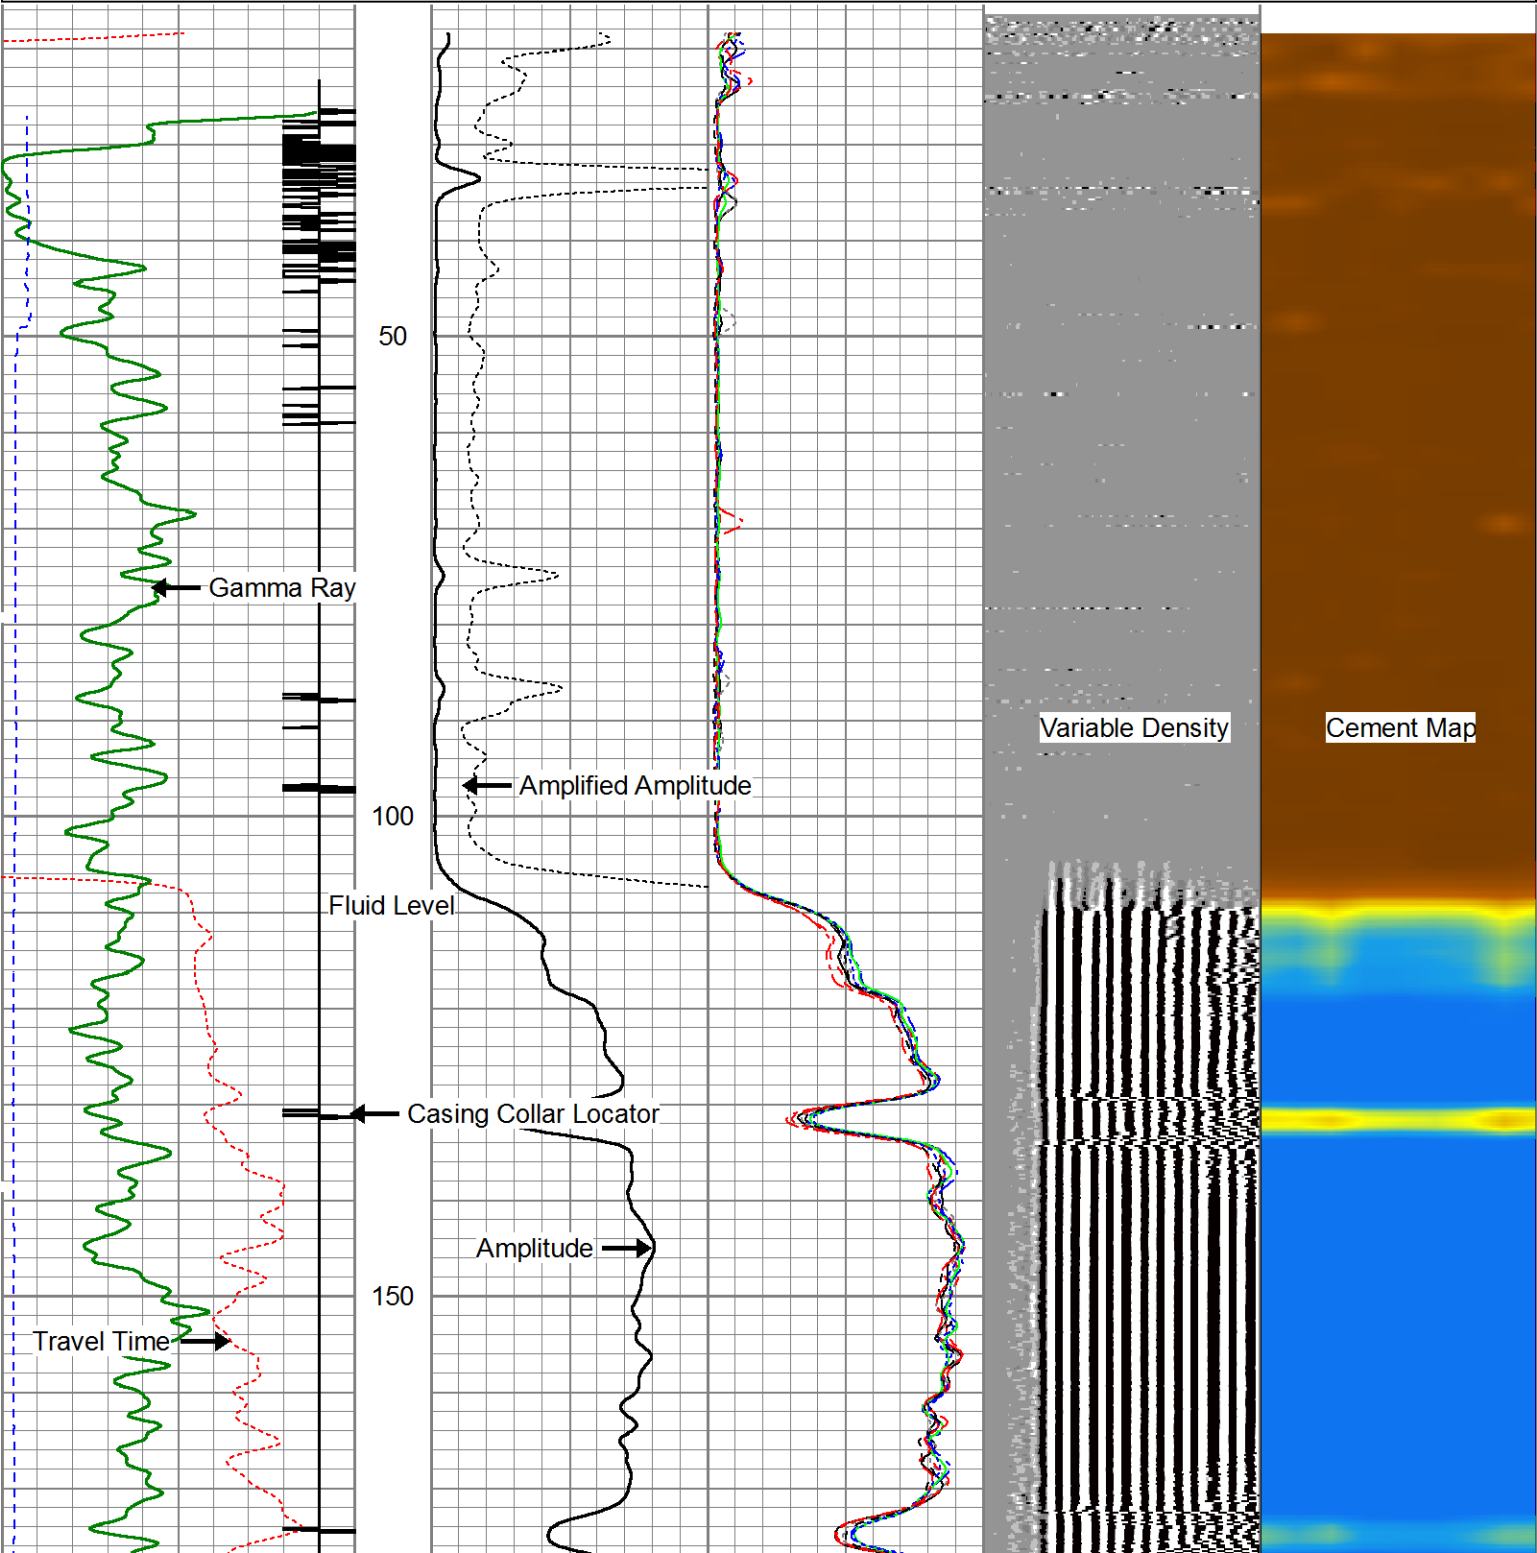 50
Gamma Ray
Variable Density
Cement Map
Amplified Amplitude
100
Fluid Level
Casing Collar Locator
Amplitude
150
Travel Time